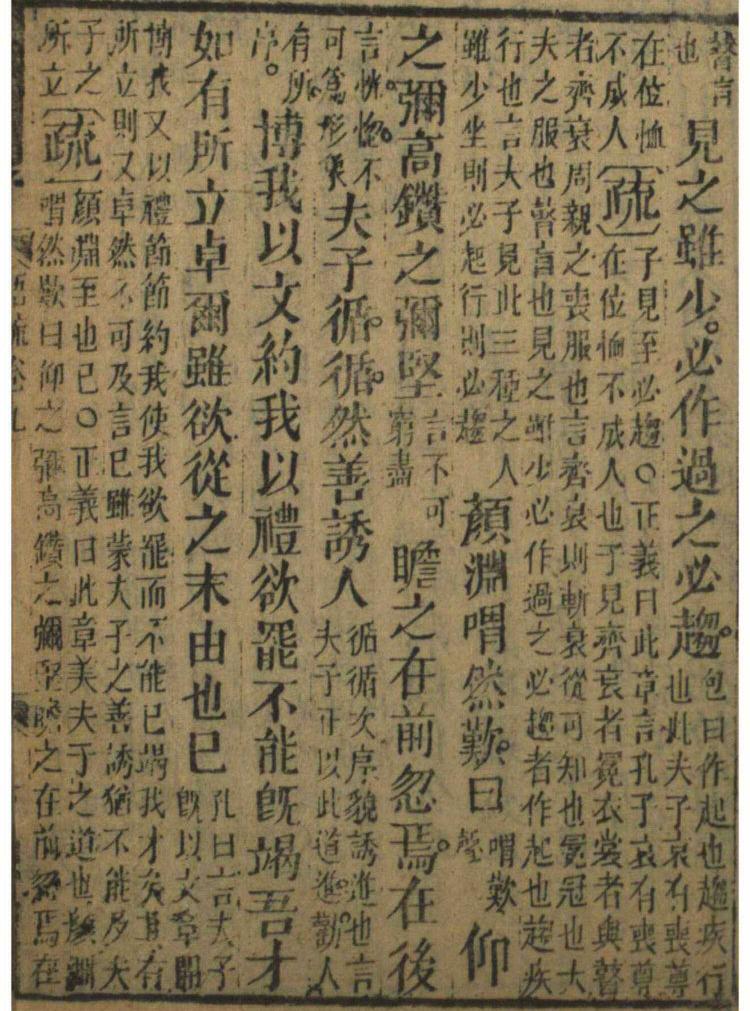 瞽盲也見之雖少必作過之必趨包曰作起也趨疾行也此夫子哀有喪尊
在位恤不成人疏子見至必趨○正義曰此章言孔子哀有喪尊在位恤不成人也子見齊衰者冕衣裳者與瞽
者齊衰周親之喪服也言齊衰則斬衰從可知也冕冠也大夫之服也瞽盲也見之雖少必作過之必趨者作起也趨疾
行也言夫子見此三種之人雖少坐則必起行則必趨顏淵喟然歎曰喟歎聲仰
之彌高鑽之彌堅言不可窮盡瞻之在前忽焉在後
言恍惚不可爲形象夫子循循然善誘人循循次序貌誘進也言夫子正以此道進勸人
有所序博我以文約我以禮欲罷不能既竭吾才
如有所立卓爾雖欲從之末由也已孔曰言夫子既以文章開
博我又以禮節節約我使我欲罷而不能已竭我才矣其有所立則又卓然不可及言已雖蒙夫子之善誘猶不能及夫
子之所立疏顏淵至也已○正義曰此章美夫子之道也顏淵喟然歎曰仰之彌高鑽之彌堅瞻之在前忽焉在
語疏卷九